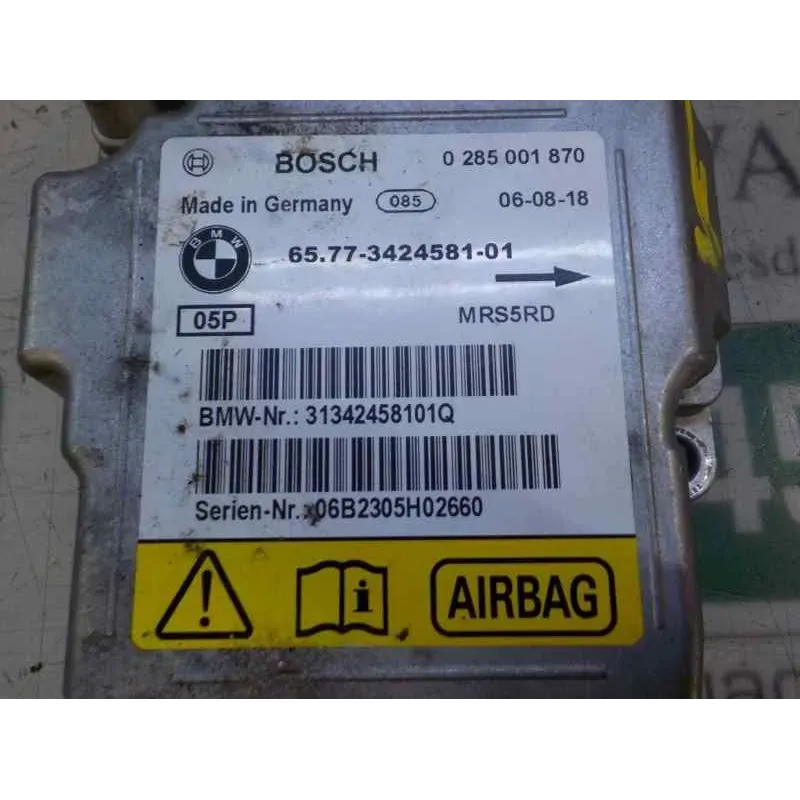 BOSCH 0 285 001 870
Made in Germany 085 06-08-18
BMW 65.77-3424581-01
05P MRS5RD
BMW-Nr.: 31342458101Q
Serien-Nr.: 06B2305H02660
AIRBAG